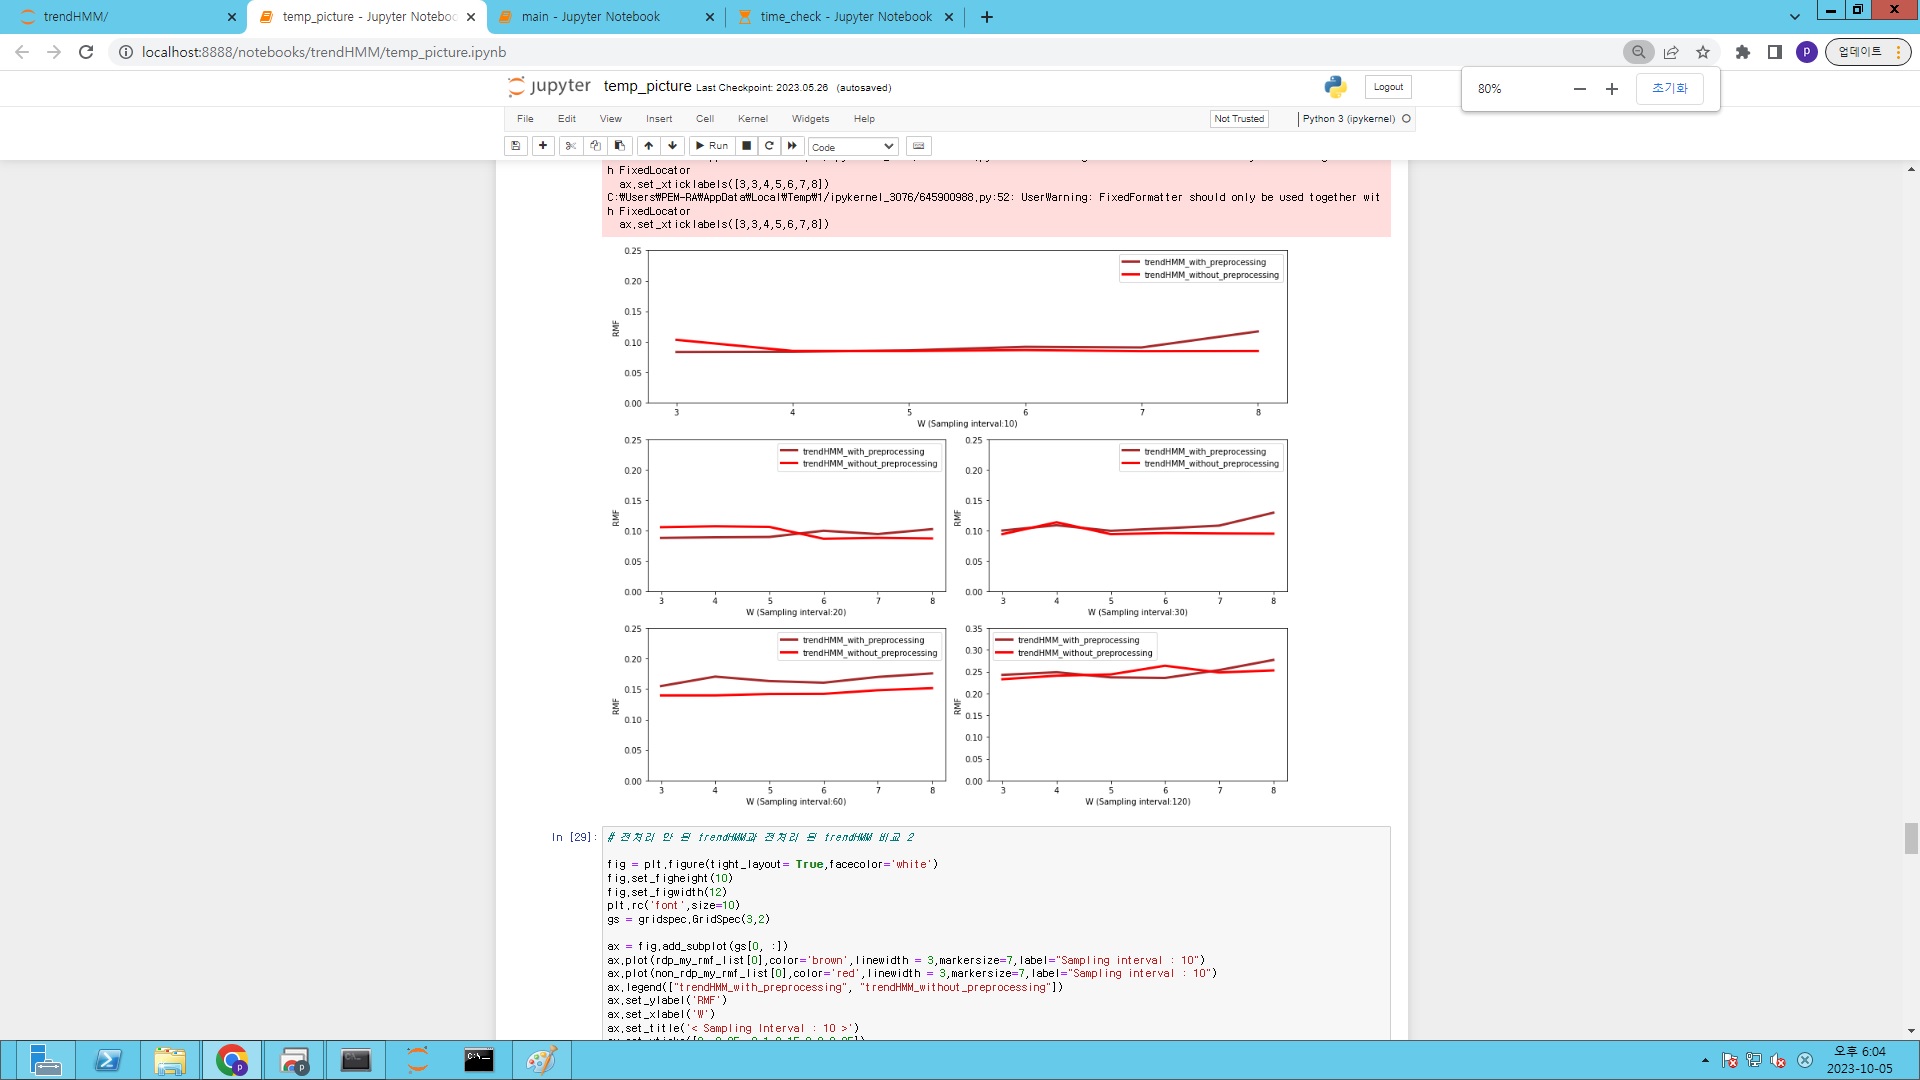 trendHMM/
temp_picture - Jupyter Noteboo
main - Jupyter Notebook
time_check - Jupyter Notebook
localhost:8888/notebooks/trendHMM/temp_picture.ipynb
p
업데이트
jupyter temp_picture Last Checkpoint: 2023.05.26 (autosaved)
Logout
80%
초기화
File Edit View Insert Cell Kernel Widgets Help
Not Trusted
Python 3 (ipykernel)
Run
Code
h FixedLocator
ax.set_xticklabels([3,3,4,5,6,7,8])
C:₩Users₩PEM-RA₩AppData₩Local₩Temp₩1/ipykernel_3076/645900988.py:52: UserWarning: FixedFormatter should only be used together wit
h FixedLocator
ax.set_xticklabels([3,3,4,5,6,7,8])
0.25
0.20
0.15
0.10
0.05
0.00
RMF
trendHMM_with_preprocessing
trendHMM_without_preprocessing
3 4 5 6 7 8
W (Sampling interval:10)
0.25
0.20
0.15
0.10
0.05
0.00
RMF
trendHMM_with_preprocessing
trendHMM_without_preprocessing
3 4 5 6 7 8
W (Sampling interval:20)
0.25
0.20
0.15
0.10
0.05
0.00
RMF
trendHMM_with_preprocessing
trendHMM_without_preprocessing
3 4 5 6 7 8
W (Sampling interval:30)
0.25
0.20
0.15
0.10
0.05
0.00
RMF
trendHMM_with_preprocessing
trendHMM_without_preprocessing
3 4 5 6 7 8
W (Sampling interval:60)
0.35
0.30
0.25
0.20
0.15
0.10
0.05
0.00
RMF
trendHMM_with_preprocessing
trendHMM_without_preprocessing
3 4 5 6 7 8
W (Sampling interval:120)
In [29]:
# 전처리 안 된 trendHMM과 전처리 된 trendHMM 비교 2
fig = plt.figure(tight_layout= True,facecolor='white')
fig.set_figheight(10)
fig.set_figwidth(12)
plt.rc('font',size=10)
gs = gridspec.GridSpec(3,2)
ax = fig.add_subplot(gs[0, :])
ax.plot(rdp_my_rmf_list[0],color='brown',linewidth = 3,markersize=7,label="Sampling interval : 10")
ax.plot(non_rdp_my_rmf_list[0],color='red',linewidth = 3,markersize=7,label="Sampling interval : 10")
ax.legend(["trendHMM_with_preprocessing", "trendHMM_without_preprocessing"])
ax.set_ylabel('RMF')
ax.set_xlabel('W')
ax.set_title('< Sampling Interval : 10 >')
오후 6:04
2023-10-05